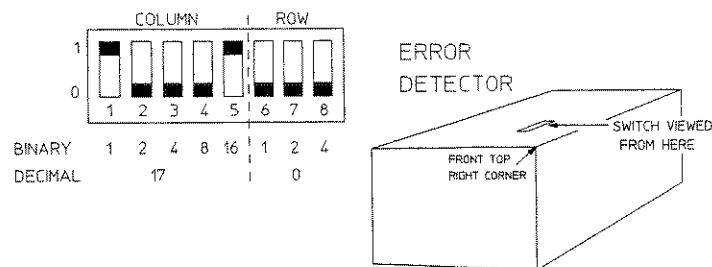 COLUMN ROW
1
0
1 2 3 4 5 6 7 8
BINARY 1 2 4 8 16 1 2 4
DECIMAL 17 0
ERROR
DETECTOR
SWITCH VIEWED
FROM HERE
FRONT TOP
RIGHT CORNER